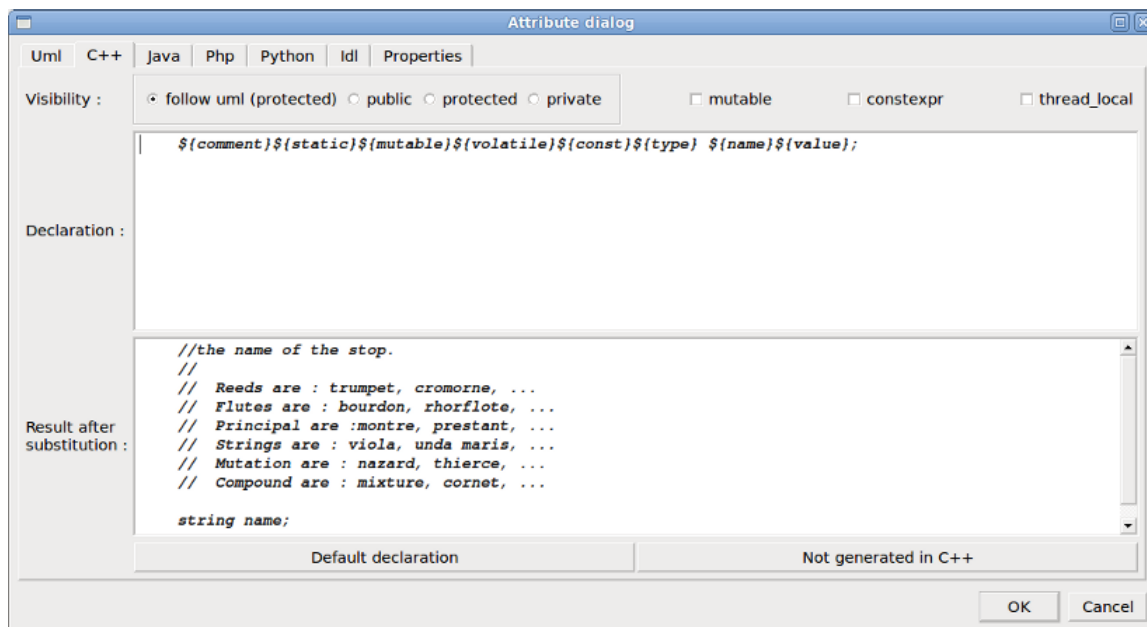 Attribute dialog
Uml C++ Java Php Python Idl Properties
Visibility : follow uml (protected) public protected private mutable constexpr thread_local
${comment}${static}${mutable}${volatile}${const}${type} ${name}${value};
Declaration :
//the name of the stop.
//
// Reeds are : trumpet, cromorne, ...
// Flutes are : bourdon, rhorflote, ...
// Principal are :montre, prestant, ...
// Strings are : viola, unda maris, ...
// Mutation are : nazard, thierce, ...
// Compound are : mixture, cornet, ...
string name;
Result after
substitution :
Default declaration Not generated in C++
OK Cancel